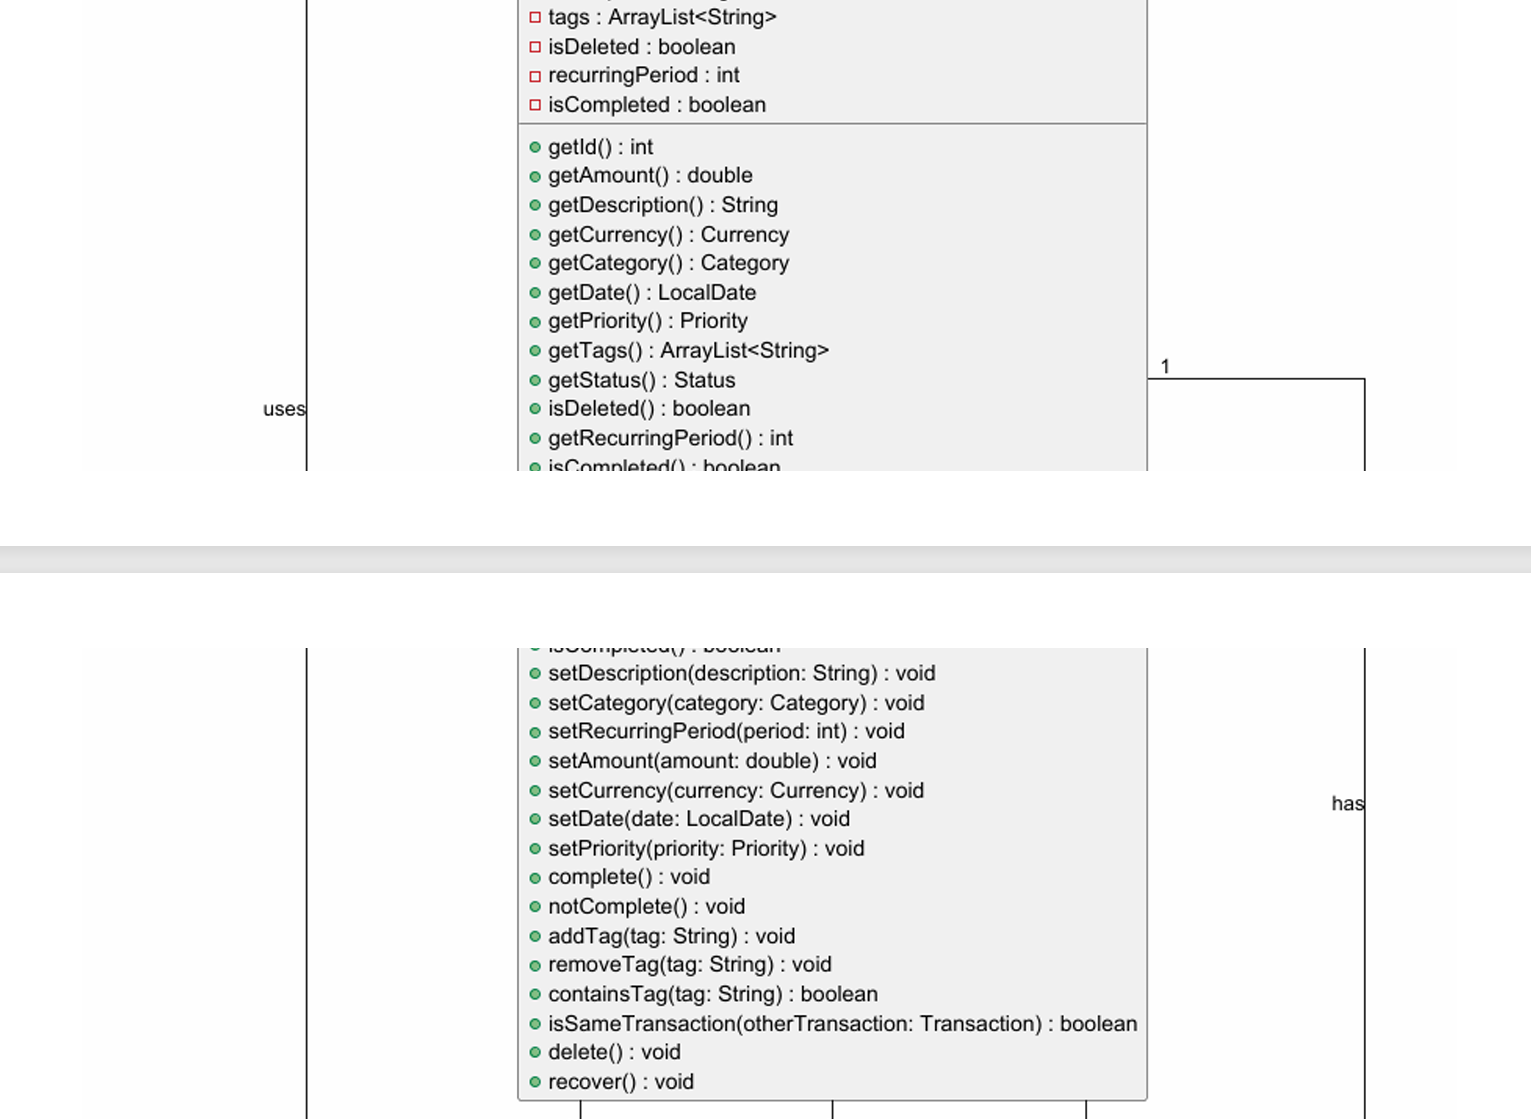 tags : ArrayList<String>
isDeleted : boolean
recurringPeriod : int
isCompleted : boolean
getId() : int
getAmount() : double
getDescription() : String
getCurrency() : Currency
getCategory() : Category
getDate() : LocalDate
getPriority() : Priority
getTags() : ArrayList<String>
1
getStatus() : Status
uses
isDeleted() : boolean
getRecurringPeriod() : int
isCompleted() : boolean
isCompleted() : boolean
setDescription(description: String) : void
setCategory(category: Category) : void
setRecurringPeriod(period: int) : void
setAmount(amount: double) : void
setCurrency(currency: Currency) : void
has
setDate(date: LocalDate) : void
setPriority(priority: Priority) : void
complete() : void
notComplete() : void
addTag(tag: String) : void
removeTag(tag: String) : void
containsTag(tag: String) : boolean
isSameTransaction(otherTransaction: Transaction) : boolean
delete() : void
recover() : void